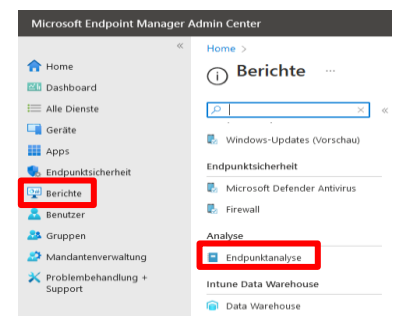 Microsoft Endpoint Manager Admin Center
«
Home
Dashboard
Alle Dienste
Geräte
Apps
Endpunktsicherheit
Berichte
Benutzer
Gruppen
Mandantenverwaltung
Problembehandlung +
Support
Home >
Berichte ...
«
Windows-Updates (Vorschau)
Endpunktsicherheit
Microsoft Defender Antivirus
Firewall
Analyse
Endpunktanalyse
Intune Data Warehouse
Data Warehouse